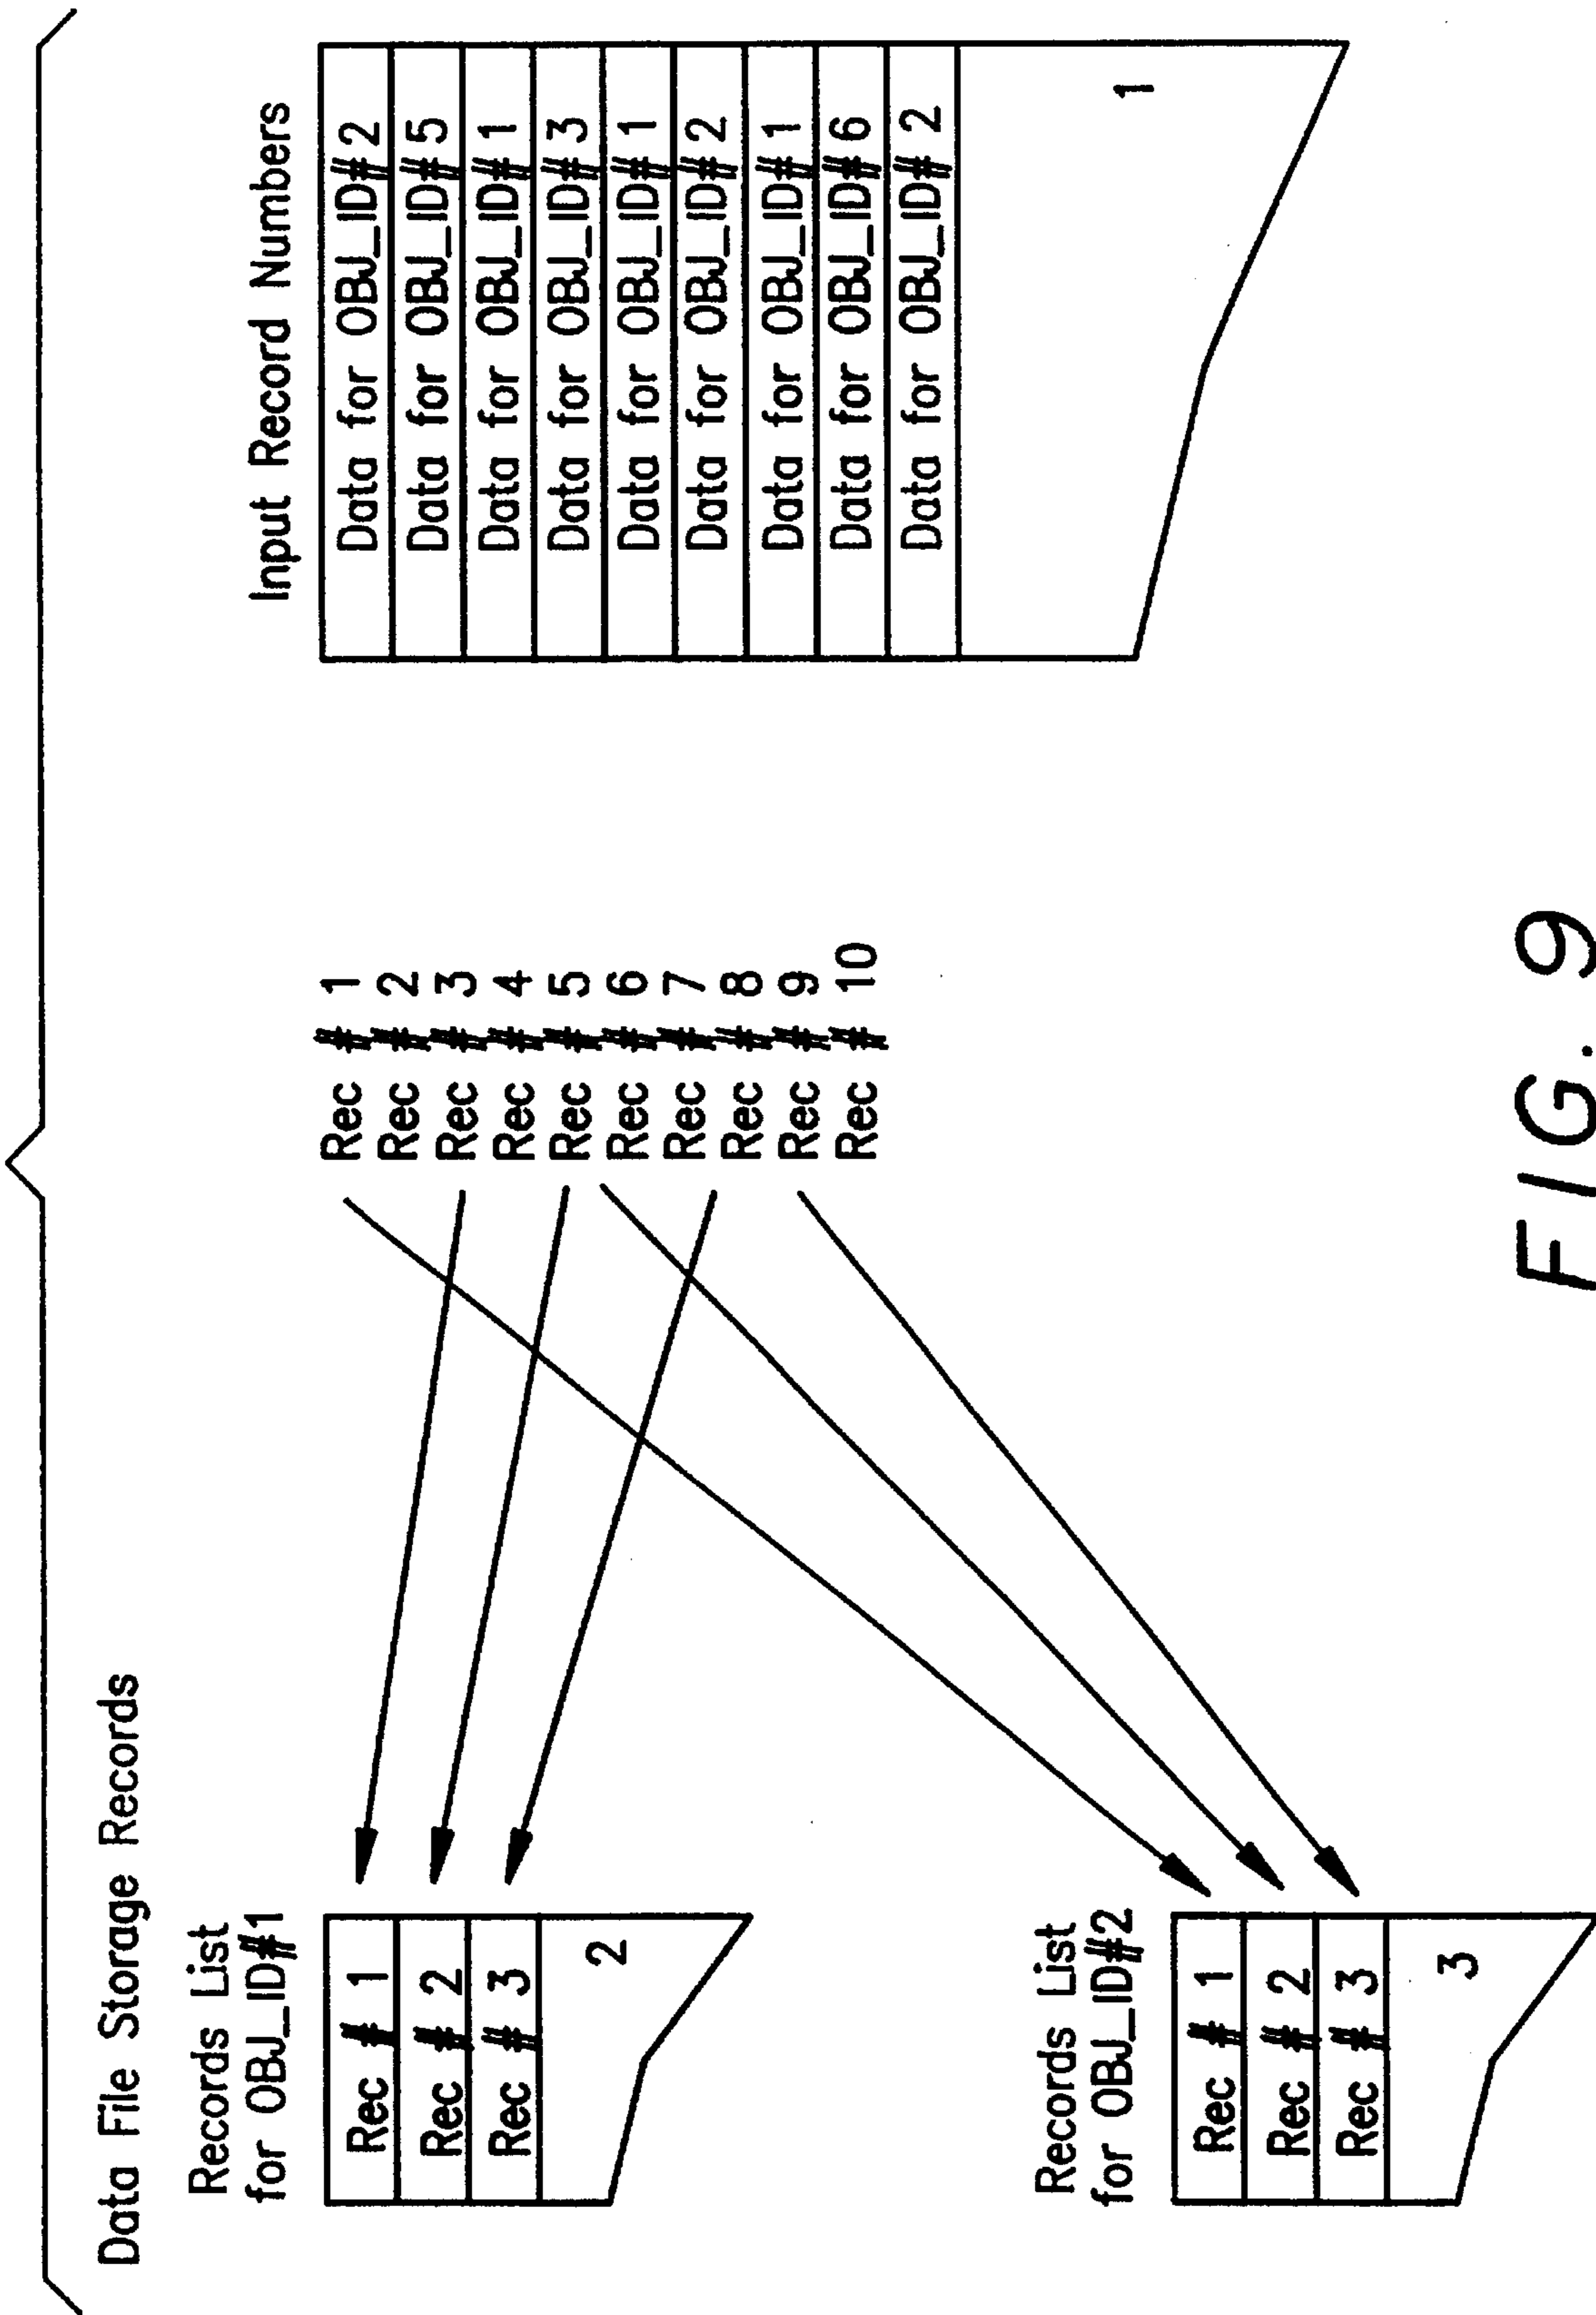 Data File Storage Records
Records List
for OBJ_ID#1
Rec # 1
Rec # 2
Rec # 3
2
Records List
for OBJ_ID#2
Rec # 1
Rec # 2
Rec # 3
3
Rec # 1
Rec # 2
Rec # 3
Rec # 4
Rec # 5
Rec # 6
Rec # 7
Rec # 8
Rec # 9
Rec # 10
Input Record Numbers
Data for OBJ_ID# 2
Data for OBJ_ID# 5
Data for OBJ_ID# 1
Data for OBJ_ID# 3
Data for OBJ_ID# 1
Data for OBJ_ID# 2
Data for OBJ_ID# 1
Data for OBJ_ID# 6
Data for OBJ_ID# 2
1
FIG. 9